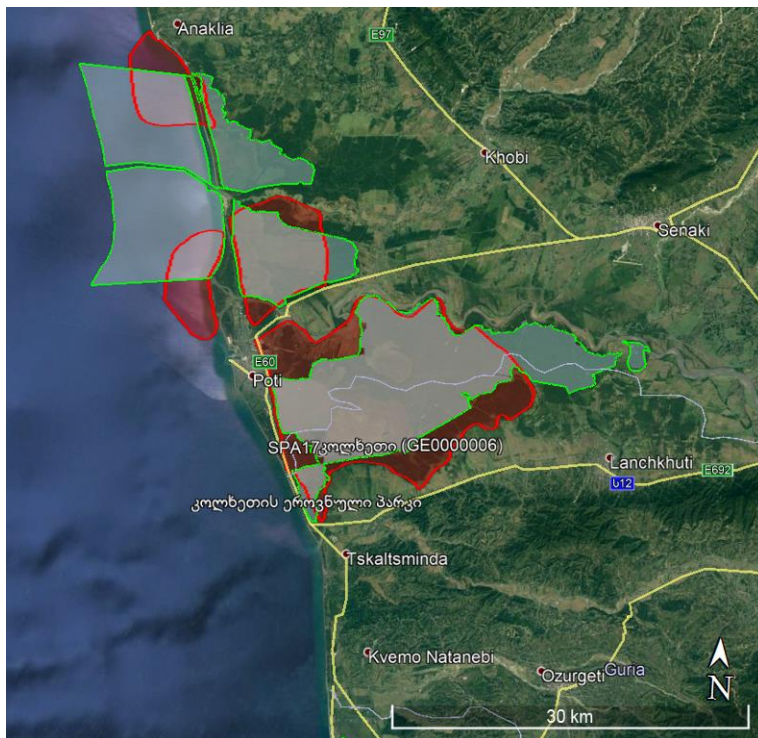 Anaklia
E97
Khobi
Senaki
E60
Poti
SPA17კოლხეთი (GE0000006)
Lanchkhuti
E692
ს12
კოლხეთის ეროვნული პარკი
Tskaltsminda
Kvemo Natanebi
Ozurgeti
Guria
N
30 km